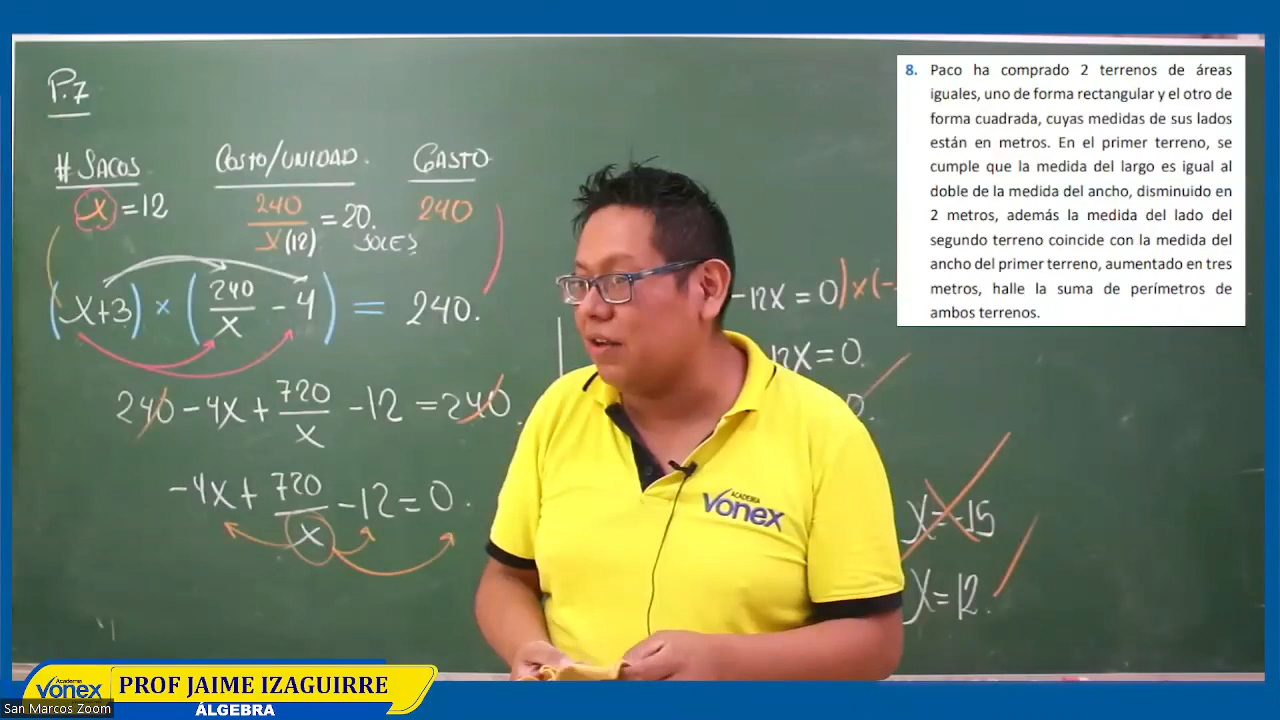 P.7
# SACOS COSTO/UNIDAD. GASTO
x = 12 240/x(12) = 20. SOLES 240
(x+3) × (240/x - 4) = 240.
240 - 4x + 720/x - 12 = 240.
-4x + 720/x - 12 = 0.
-12x = 0) x (-
12x = 0.
x = -15
x = 12.
8. Paco ha comprado 2 terrenos de áreas
iguales, uno de forma rectangular y el otro de
forma cuadrada, cuyas medidas de sus lados
están en metros. En el primer terreno, se
cumple que la medida del largo es igual al
doble de la medida del ancho, disminuido en
2 metros, además la medida del lado del
segundo terreno coincide con la medida del
ancho del primer terreno, aumentado en tres
metros, halle la suma de perímetros de
ambos terrenos.
ACADEMIA
Vonex
Academia
Vonex
PROF JAIME IZAGUIRRE
ÁLGEBRA
San Marcos Zoom